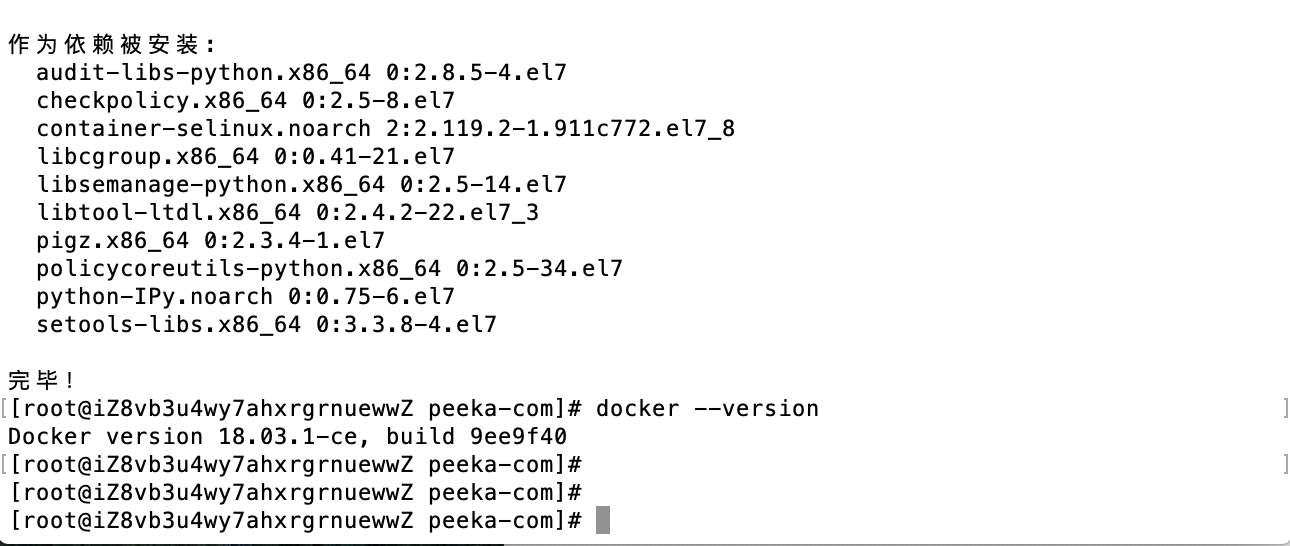 作为依赖被安装:
audit-libs-python.x86_64 0:2.8.5-4.el7
checkpolicy.x86_64 0:2.5-8.el7
container-selinux.noarch 2:2.119.2-1.911c772.el7_8
libcgroup.x86_64 0:0.41-21.el7
libsemanage-python.x86_64 0:2.5-14.el7
libtool-ltdl.x86_64 0:2.4.2-22.el7_3
pigz.x86_64 0:2.3.4-1.el7
policycoreutils-python.x86_64 0:2.5-34.el7
python-IPy.noarch 0:0.75-6.el7
setools-libs.x86_64 0:3.3.8-4.el7
完毕!
[[root@iZ8vb3u4wy7ahxrgrnuewwZ peeka-com]# docker --version ]
Docker version 18.03.1-ce, build 9ee9f40
[[root@iZ8vb3u4wy7ahxrgrnuewwZ peeka-com]# ]
[root@iZ8vb3u4wy7ahxrgrnuewwZ peeka-com]#
[root@iZ8vb3u4wy7ahxrgrnuewwZ peeka-com]#